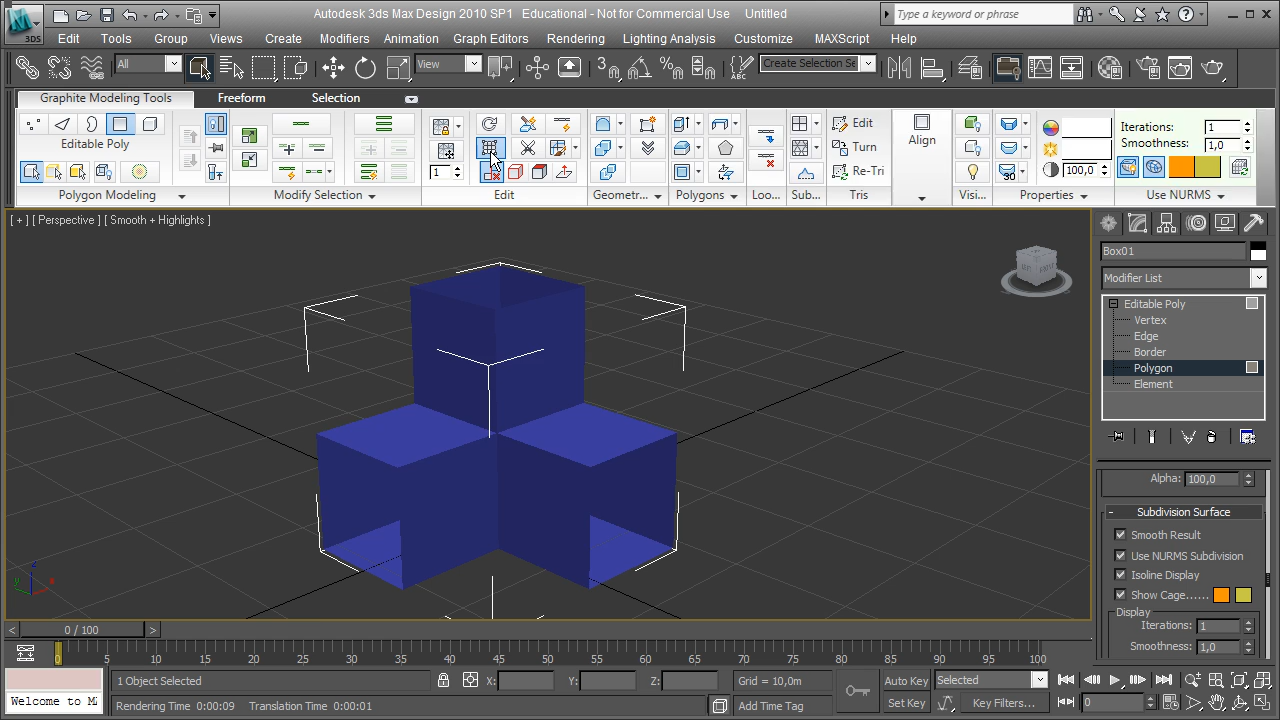 Autodesk 3ds Max Design 2010 SP1 Educational - Not for Commercial Use Untitled
Type a keyword or phrase
3DS
Edit Tools Group Views Create Modifiers Animation Graph Editors Rendering Lighting Analysis Customize MAXScript Help
All View 3 Create Selection Se
Graphite Modeling Tools Freeform Selection
Editable Poly
1
Edit
Turn
Re-Tri
Align
100,0
Iterations: 1
Smoothness: 1,0
Polygon Modeling Modify Selection Edit Geometr... Polygons Loo... Sub... Tris Visi... Properties Use NURMS
[ + ] [ Perspective ] [ Smooth + Highlights ]
Box01
Modifier List
Editable Poly
Vertex
Edge
Border
Polygon
Element
Alpha: 100,0
- Subdivision Surface
Smooth Result
Use NURMS Subdivision
Isoline Display
Show Cage......
Display
Iterations: 1
Smoothness: 1,0
z
y x
< 0 / 100 >
0 5 10 15 20 25 30 35 40 45 50 55 60 65 70 75 80 85 90 95 100
1 Object Selected X: Y: Z: Grid = 10,0m Auto Key Selected
Welcome to M
Rendering Time 0:00:09 Translation Time 0:00:01 Add Time Tag Set Key Key Filters... 0